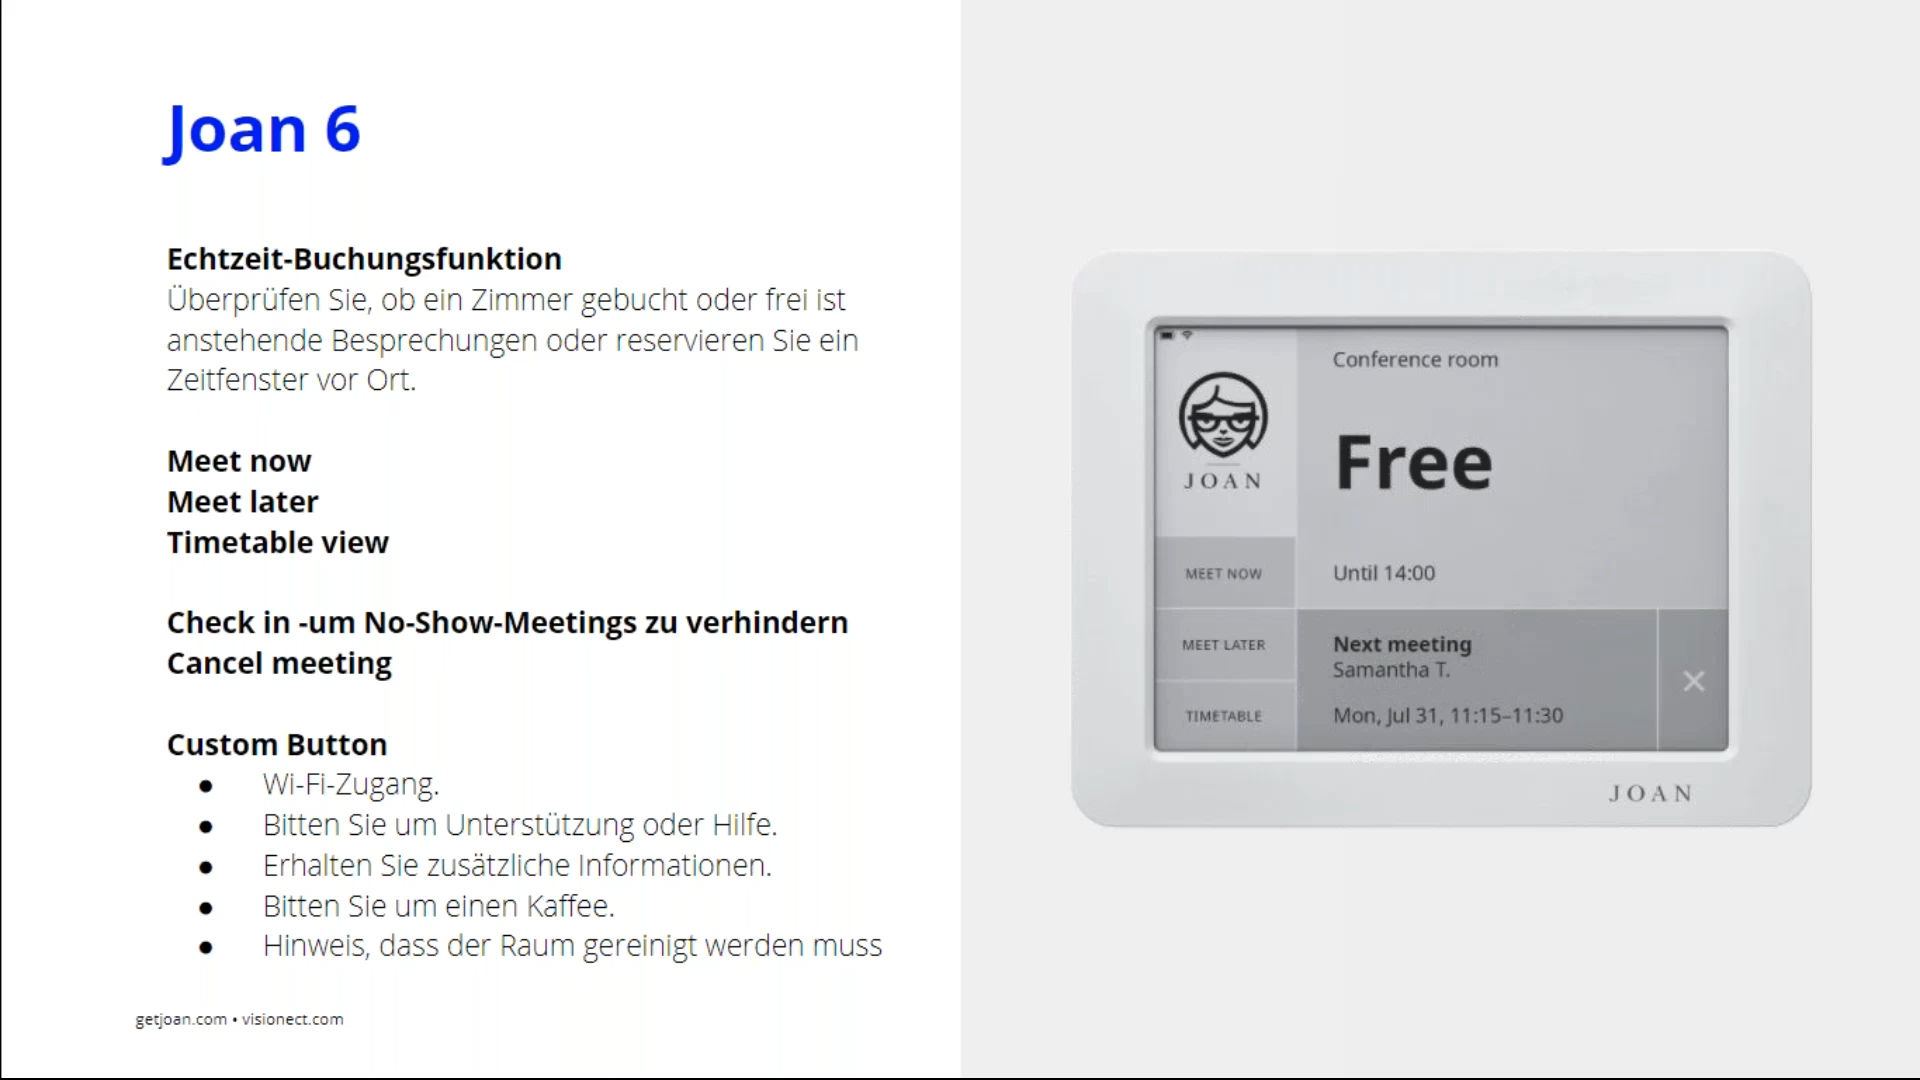 Joan 6
Echtzeit-Buchungsfunktion
Überprüfen Sie, ob ein Zimmer gebucht oder frei ist
anstehende Besprechungen oder reservieren Sie ein
Zeitfenster vor Ort.
Meet now
Meet later
Timetable view
Check in -um No-Show-Meetings zu verhindern
Cancel meeting
Custom Button
● Wi-Fi-Zugang.
● Bitten Sie um Unterstützung oder Hilfe.
● Erhalten Sie zusätzliche Informationen.
● Bitten Sie um einen Kaffee.
● Hinweis, dass der Raum gereinigt werden muss
getjoan.com • visionect.com
JOAN
MEET NOW
MEET LATER
TIMETABLE
Conference room
Free
Until 14:00
Next meeting
Samantha T.
Mon, Jul 31, 11:15–11:30
JOAN